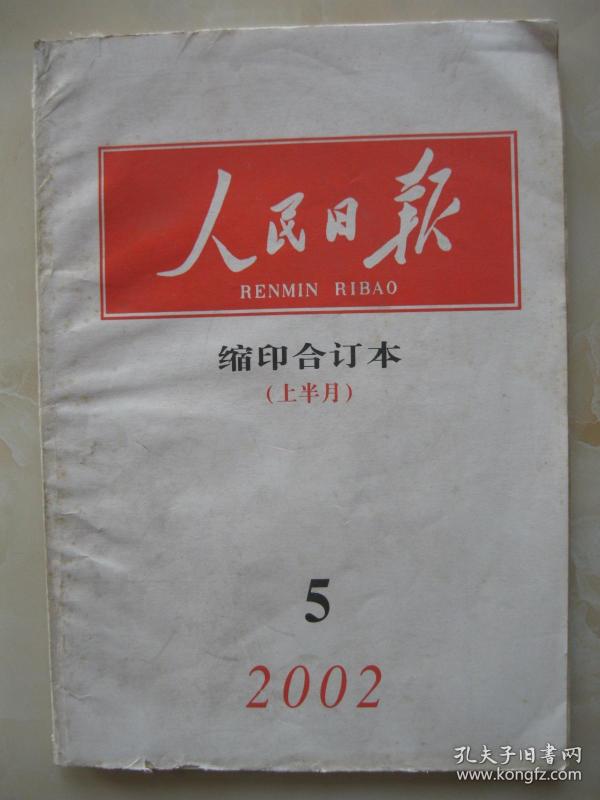 人民日报
RENMIN RIBAO
缩印合订本
(上半月)
5
2002
孔夫子旧書网
www.kongfz.com